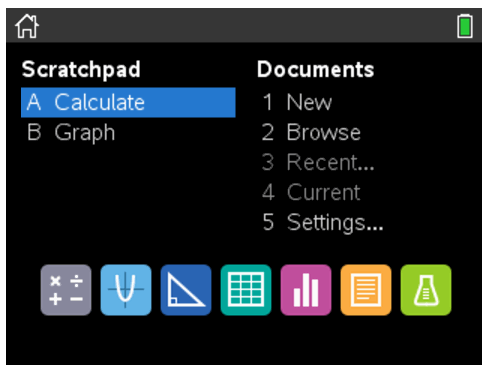 Scratchpad
A Calculate
B Graph
Documents
1 New
2 Browse
3 Recent...
4 Current
5 Settings...